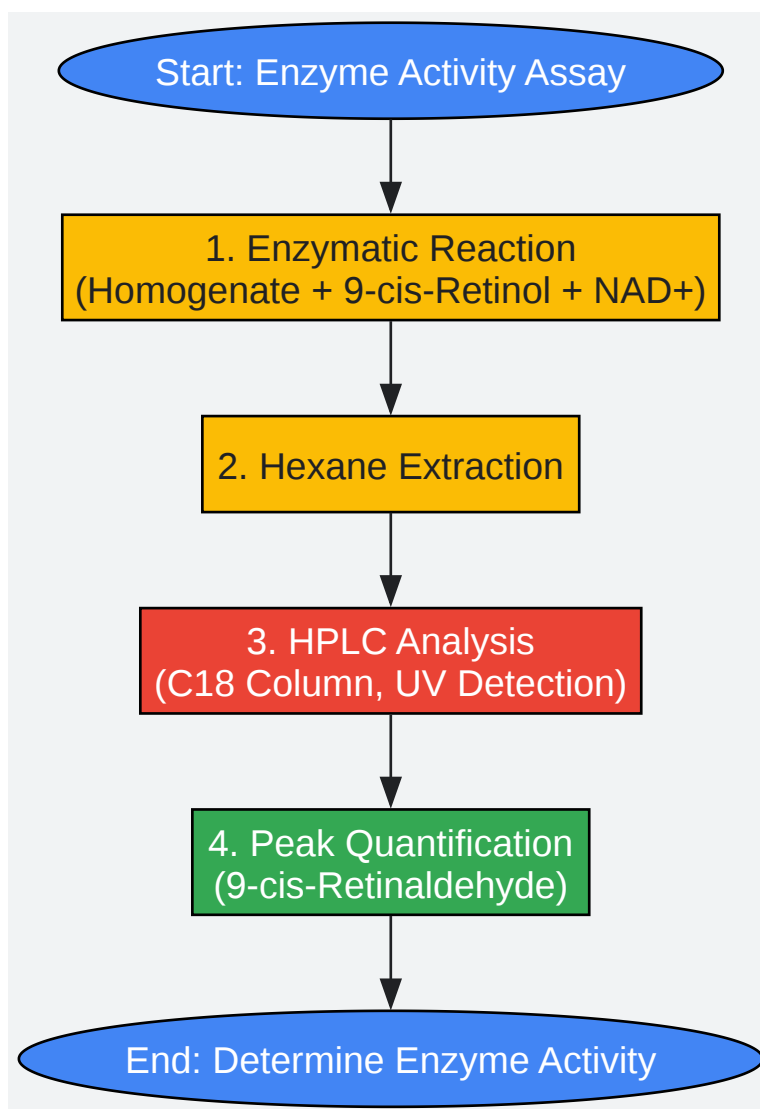 Start: Enzyme Activity Assay
1. Enzymatic Reaction
(Homogenate + 9-cis-Retinol + NAD+)
2. Hexane Extraction
3. HPLC Analysis
(C18 Column, UV Detection)
4. Peak Quantification
(9-cis-Retinaldehyde)
End: Determine Enzyme Activity